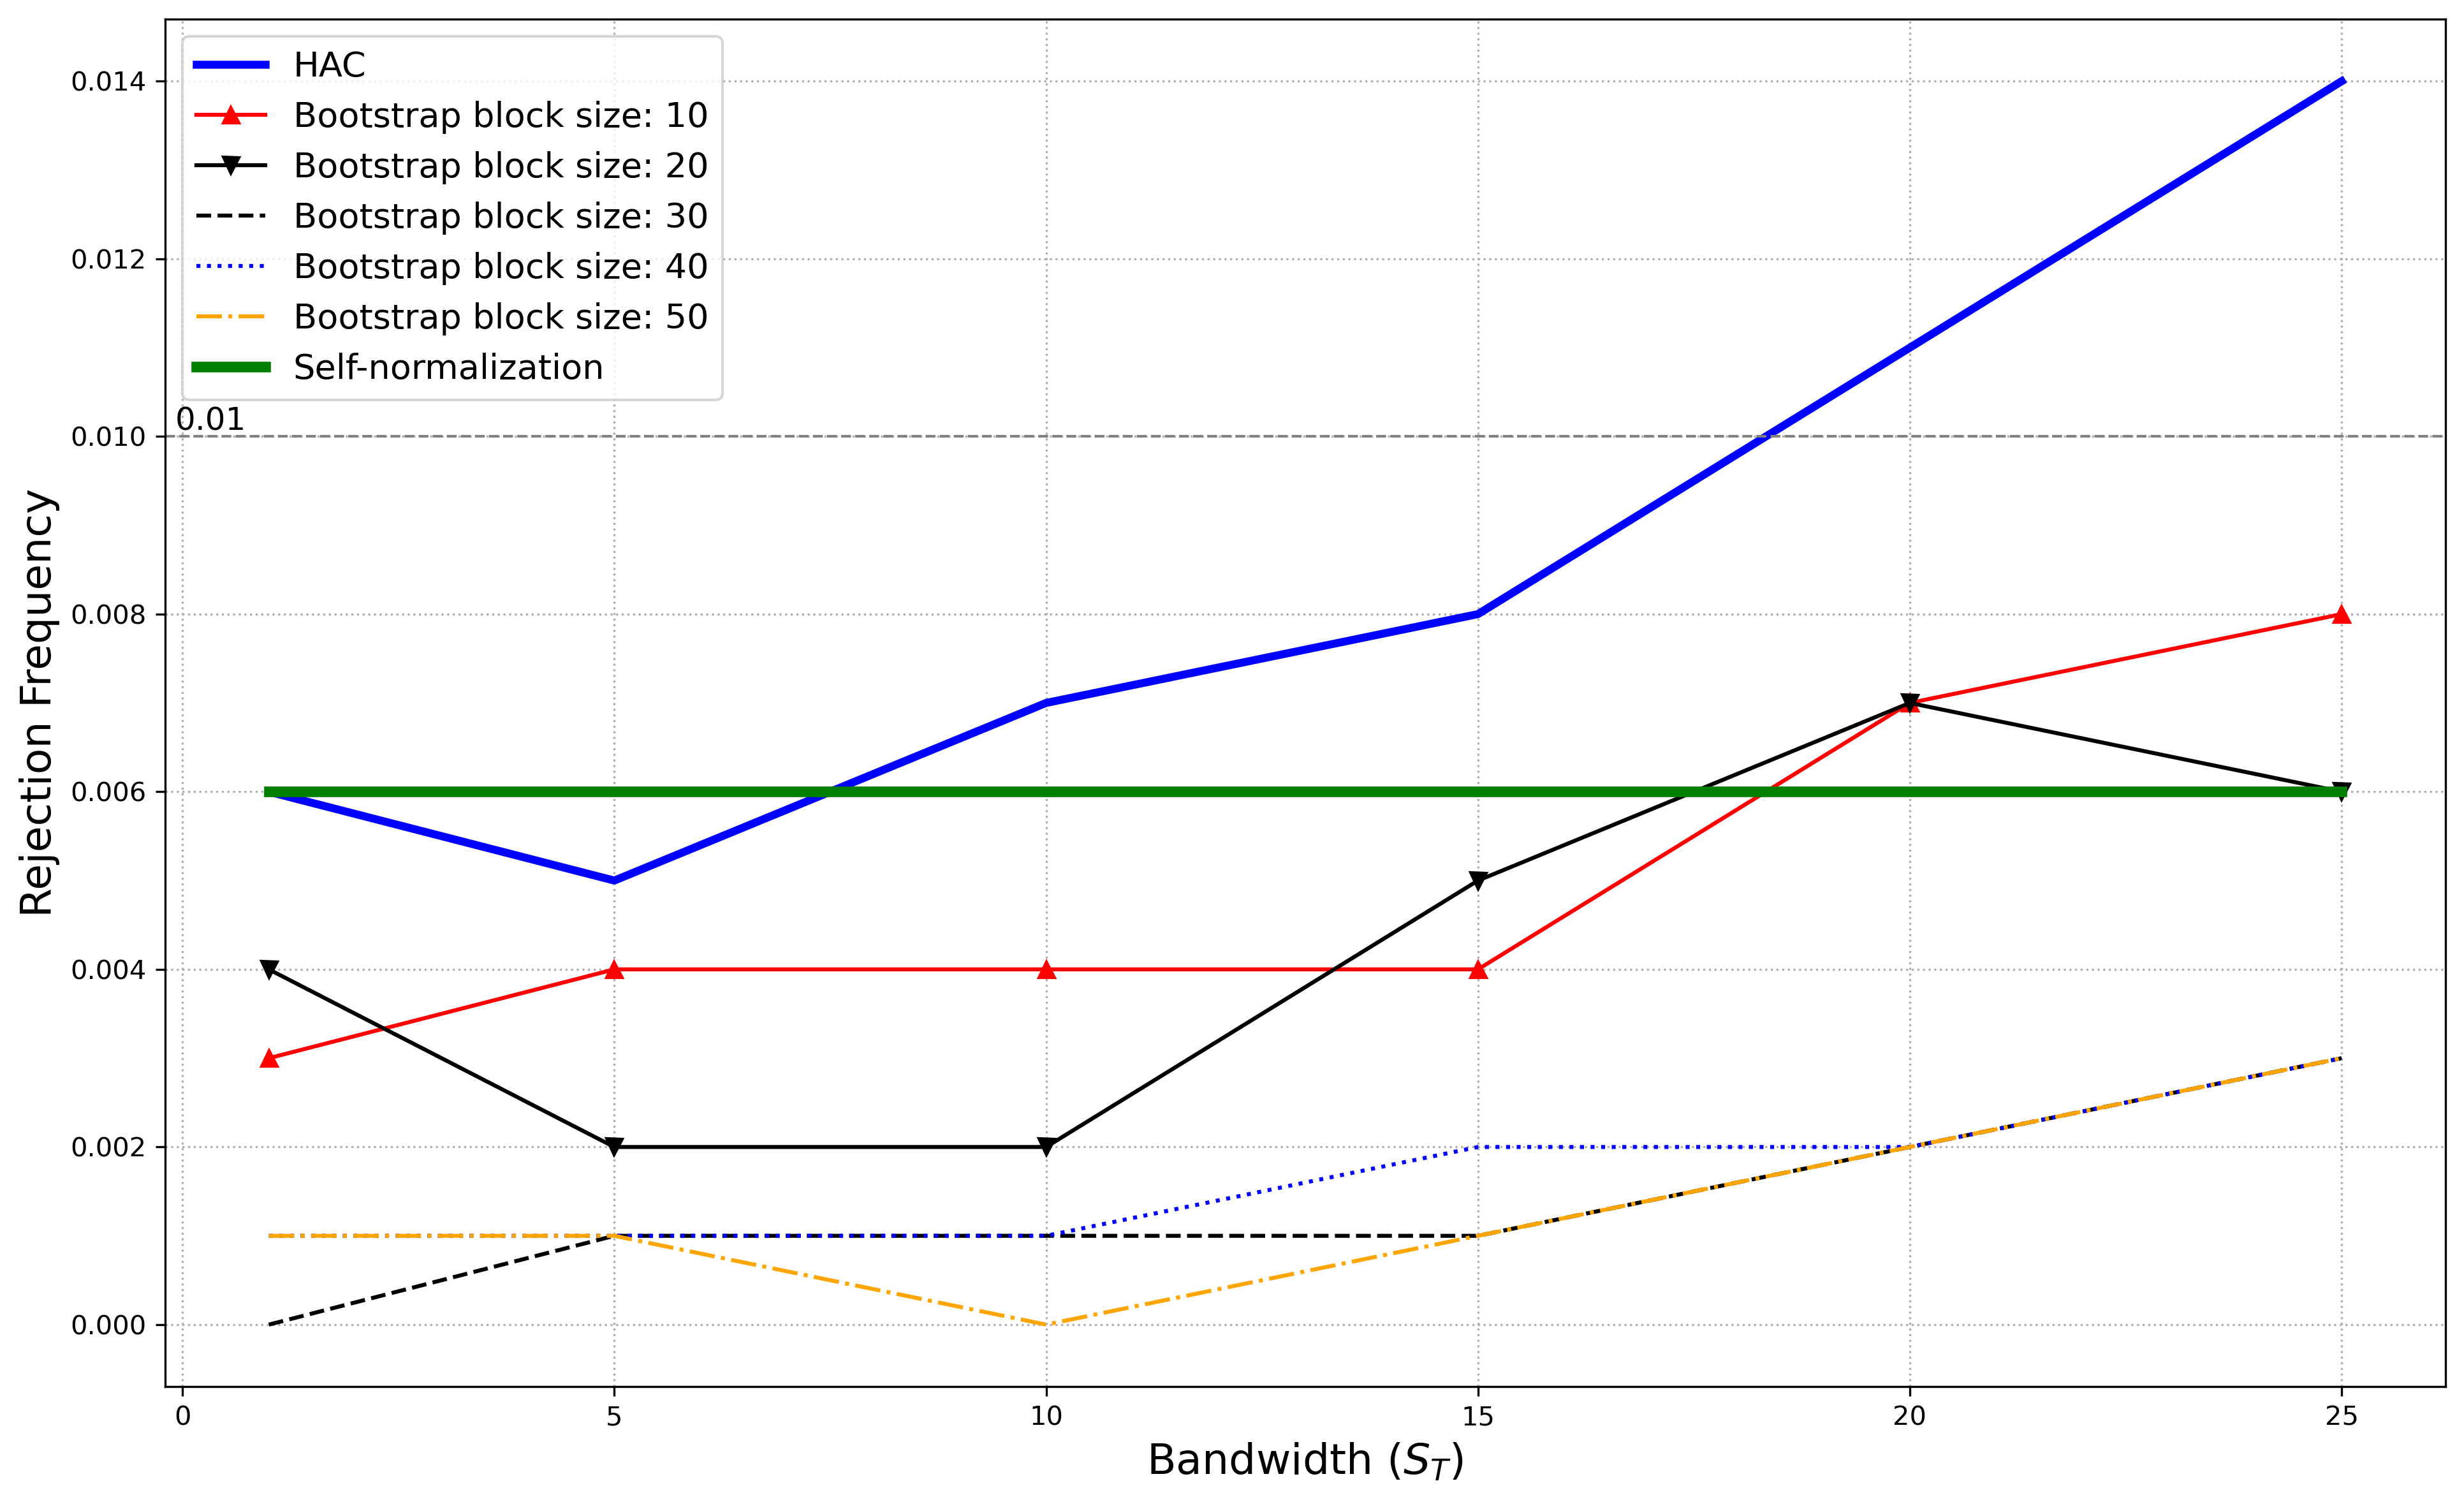 HAC
Bootstrap block size: 10
Bootstrap block size: 20
Bootstrap block size: 30
Bootstrap block size: 40
Bootstrap block size: 50
Self-normalization
0.01
0.014
0.012
0.010
0.008
0.006
0.004
0.002
0.000
Rejection Frequency
0 5 10 15 20 25
Bandwidth (S_T)